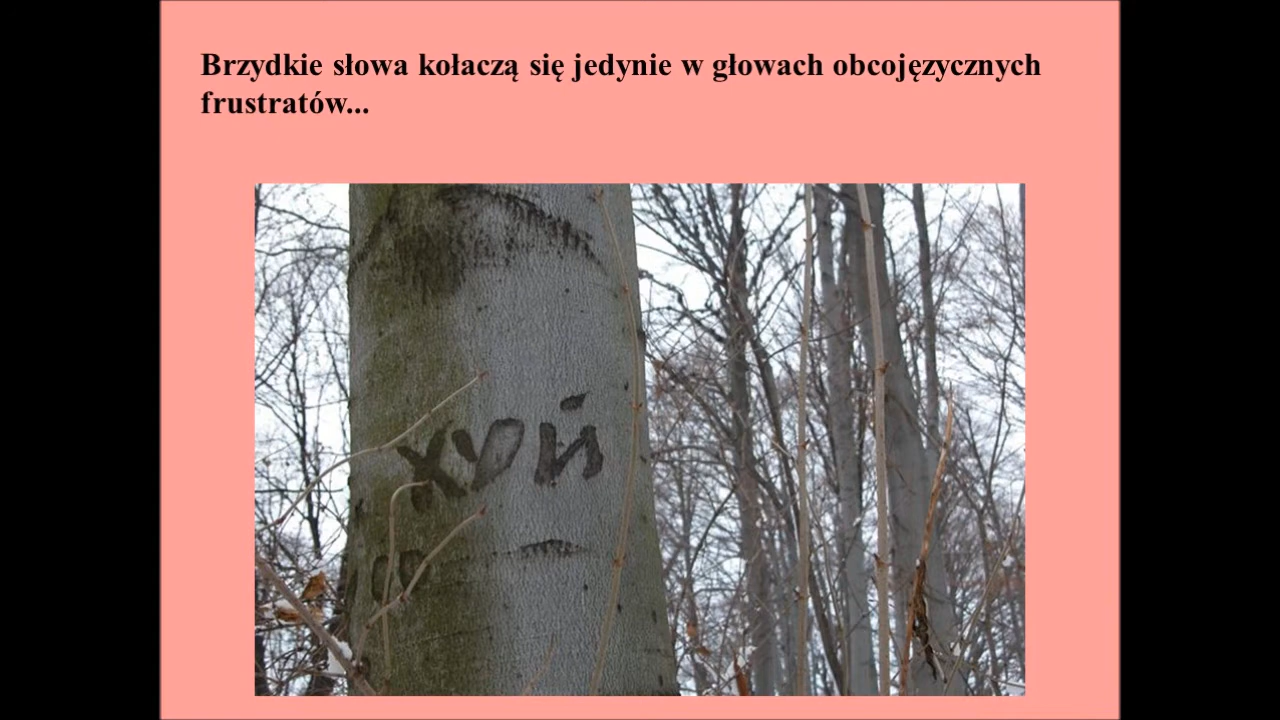 Brzydkie słowa kołaczą się jedynie w głowach obcojęzycznych
frustratów...
хуй